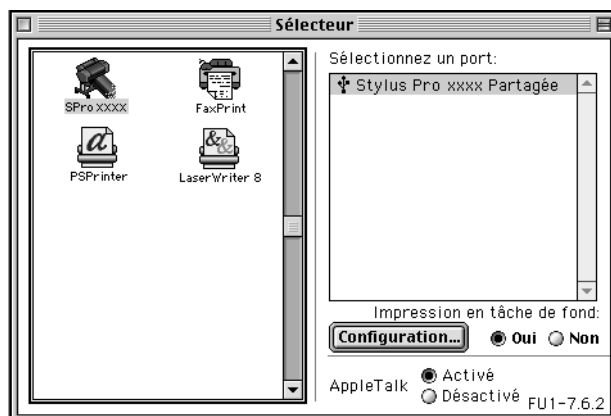 Sélecteur
SPro XXXX
FaxPrint
PSPrinter
LaserWriter 8
Sélectionnez un port:
Stylus Pro xxxx Partagée
Impression en tâche de fond:
Configuration... Oui Non
AppleTalk Activé
Désactivé FU1-7.6.2